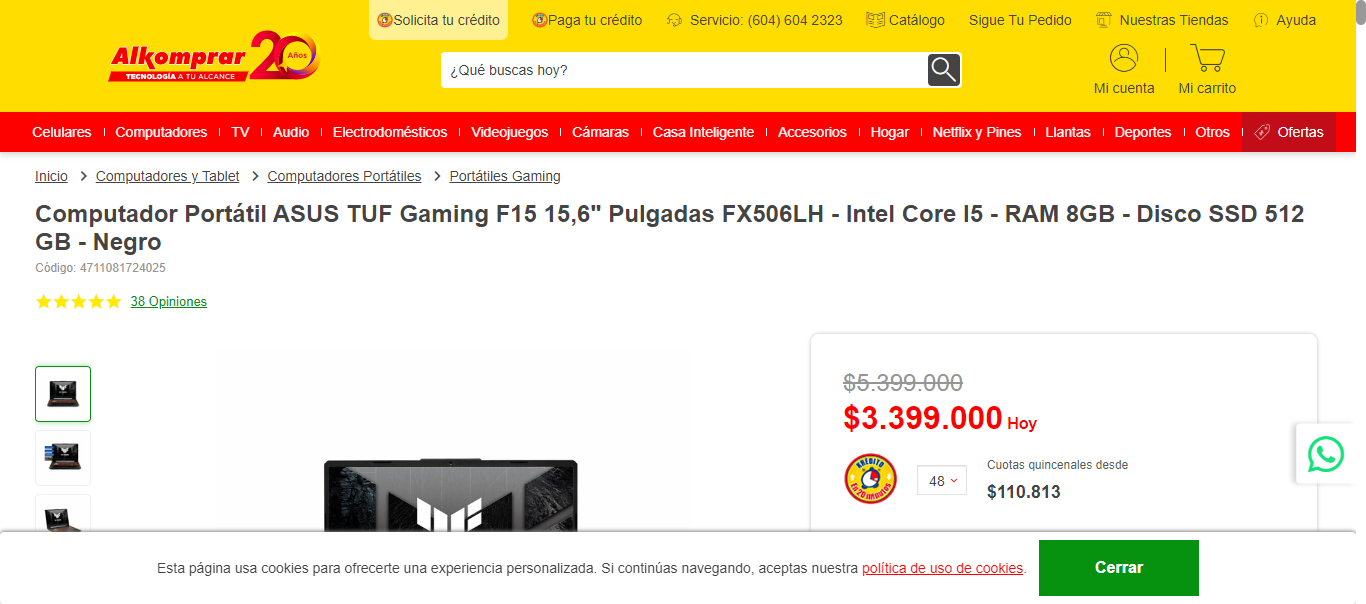 Solicita tu crédito
Paga tu crédito
Servicio: (604) 604 2323
Catálogo
Sigue Tu Pedido
Nuestras Tiendas
Ayuda
Alkomprar 20 Años
TECNOLOGÍA A TU ALCANCE
¿Qué buscas hoy?
Mi cuenta
Mi carrito
Celulares
Computadores
TV
Audio
Electrodomésticos
Videojuegos
Cámaras
Casa Inteligente
Accesorios
Hogar
Netflix y Pines
Llantas
Deportes
Otros
Ofertas
Inicio
Computadores y Tablet
Computadores Portátiles
Portátiles Gaming
Computador Portátil ASUS TUF Gaming F15 15,6" Pulgadas FX506LH - Intel Core I5 - RAM 8GB - Disco SSD 512
GB - Negro
Código: 4711081724025
38 Opiniones
$5.399.000
$3.399.000 Hoy
KRÉDITO
En 20 minutos
48
Cuotas quincenales desde
$110.813
Esta página usa cookies para ofrecerte una experiencia personalizada. Si continúas navegando, aceptas nuestra política de uso de cookies.
Cerrar